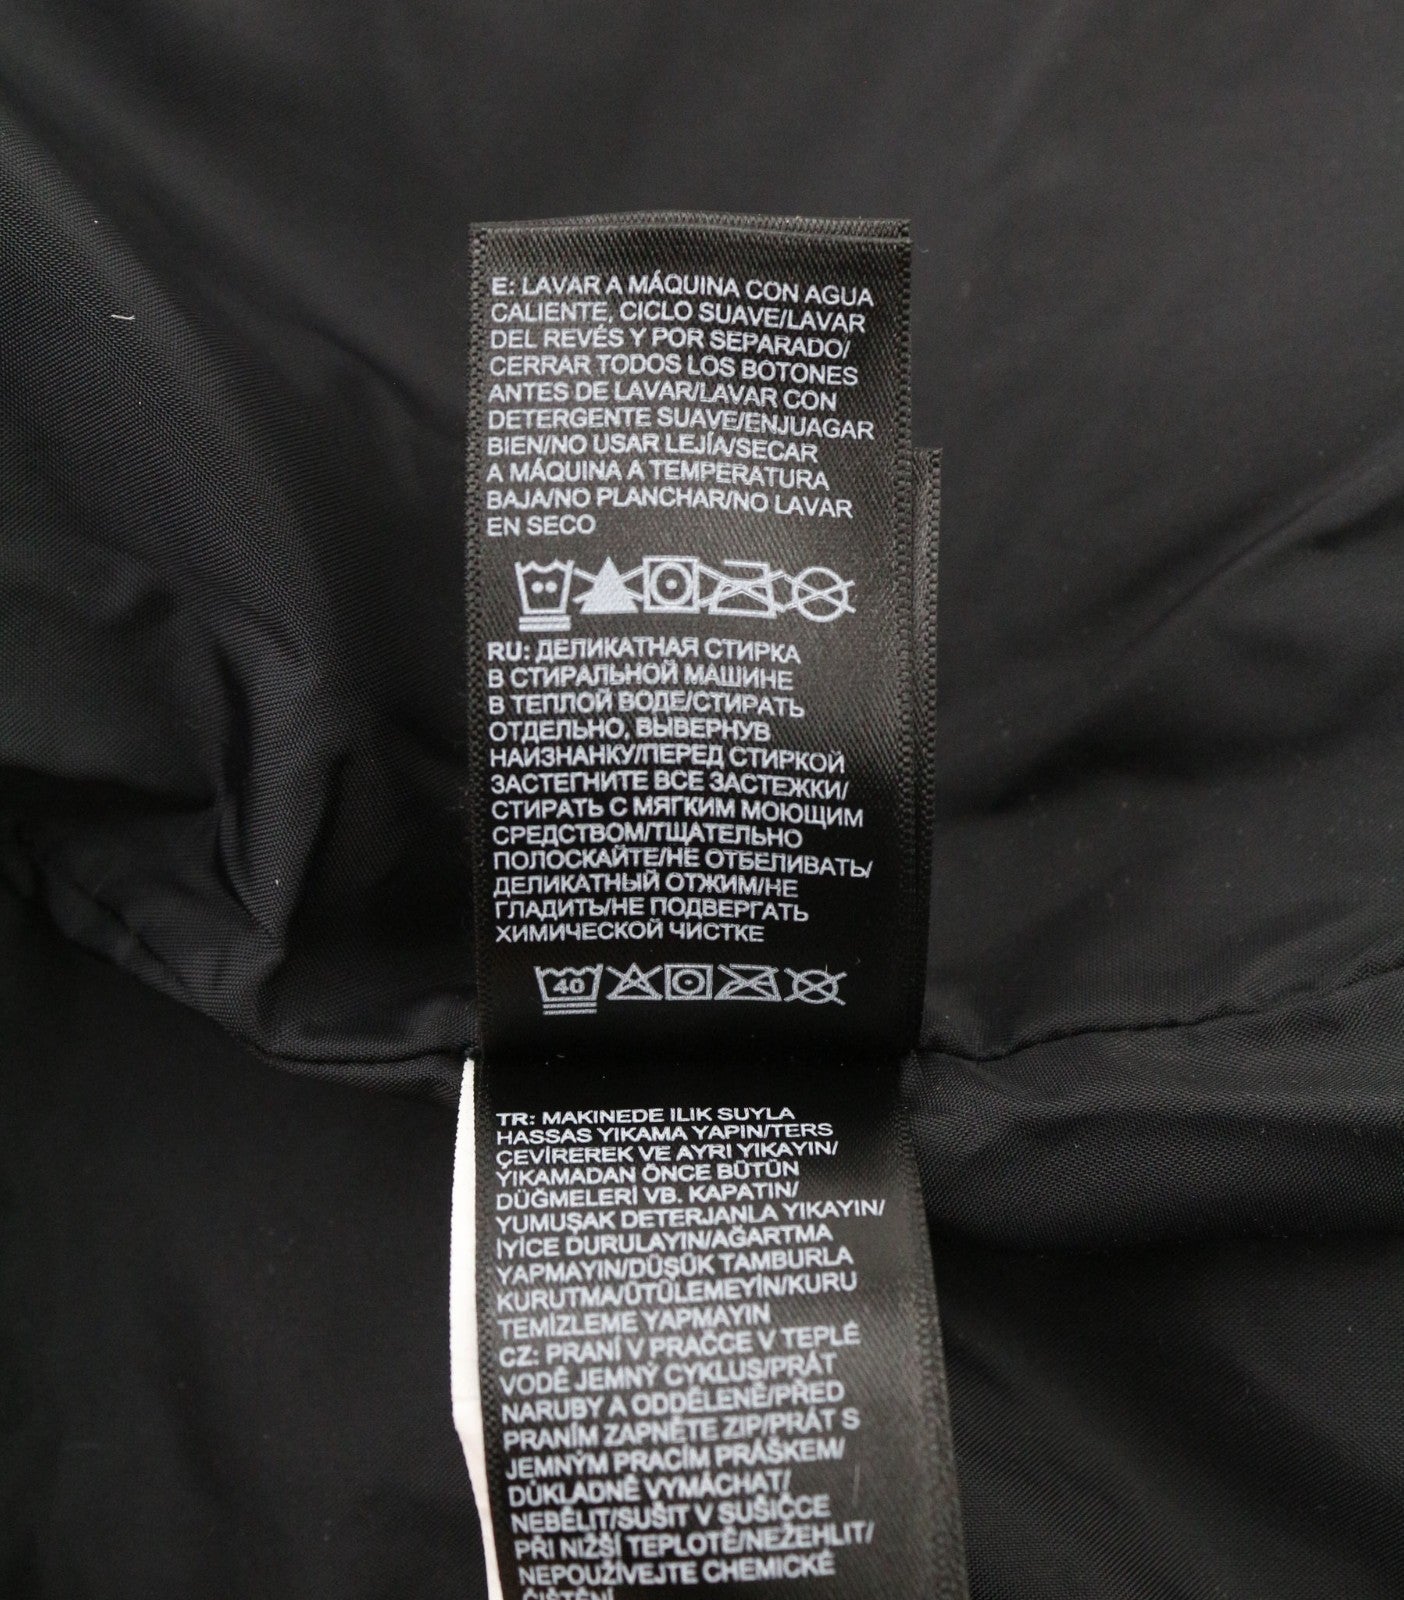 E: LAVAR A MÁQUINA CON AGUA
CALIENTE, CICLO SUAVE/LAVAR
DEL REVÉS Y POR SEPARADO/
CERRAR TODOS LOS BOTONES
ANTES DE LAVAR/LAVAR CON
DETERGENTE SUAVE/ENJUAGAR
BIEN/NO USAR LEJÍA/SECAR
A MÁQUINA A TEMPERATURA
BAJA/NO PLANCHAR/NO LAVAR
EN SECO
RU: ДЕЛИКАТНАЯ СТИРКА
В СТИРАЛЬНОЙ МАШИНЕ
В ТЕПЛОЙ ВОДЕ/СТИРАТЬ
ОТДЕЛЬНО, ВЫВЕРНУВ
НАИЗНАНКУ/ПЕРЕД СТИРКОЙ
ЗАСТЕГНИТЕ ВСЕ ЗАСТЕЖКИ/
СТИРАТЬ С МЯГКИМ МОЮЩИМ
СРЕДСТВОМ/ТЩАТЕЛЬНО
ПОЛОСКАЙТЕ/НЕ ОТБЕЛИВАТЬ/
ДЕЛИКАТНЫЙ ОТЖИМ/НЕ
ГЛАДИТЬ/НЕ ПОДВЕРГАТЬ
ХИМИЧЕСКОЙ ЧИСТКЕ
40
TR: MAKINEDE ILIK SUYLA
HASSAS YIKAMA YAPIN/TERS
ÇEVİREREK VE AYRI YIKAYIN/
YIKAMADAN ÖNCE BÜTÜN
DÜĞMELERİ VB. KAPATIN/
YUMUŞAK DETERJANLA YIKAYIN/
İYİCE DURULAYIN/AĞARTMA
YAPMAYIN/DÜŞÜK TAMBURLA
KURUTMA/ÜTÜLEMEYİN/KURU
TEMİZLEME YAPMAYIN
CZ: PRANÍ V PRAČCE V TEPLÉ
VODĚ JEMNÝ CYKLUS/PRÁT
NARUBY A ODDĚLENĚ/PŘED
PRANÍM ZAPNĚTE ZIP/PRÁT S
JEMNÝM PRACÍM PRÁŠKEM/
DŮKLADNĚ VYMÁCHAT/
NEBĚLIT/SUŠIT V SUŠIČCE
PŘI NIŽŠÍ TEPLOTĚ/NEŽEHLIT/
NEPOUŽÍVEJTE CHEMICKÉ
ČIŠTĚNÍ